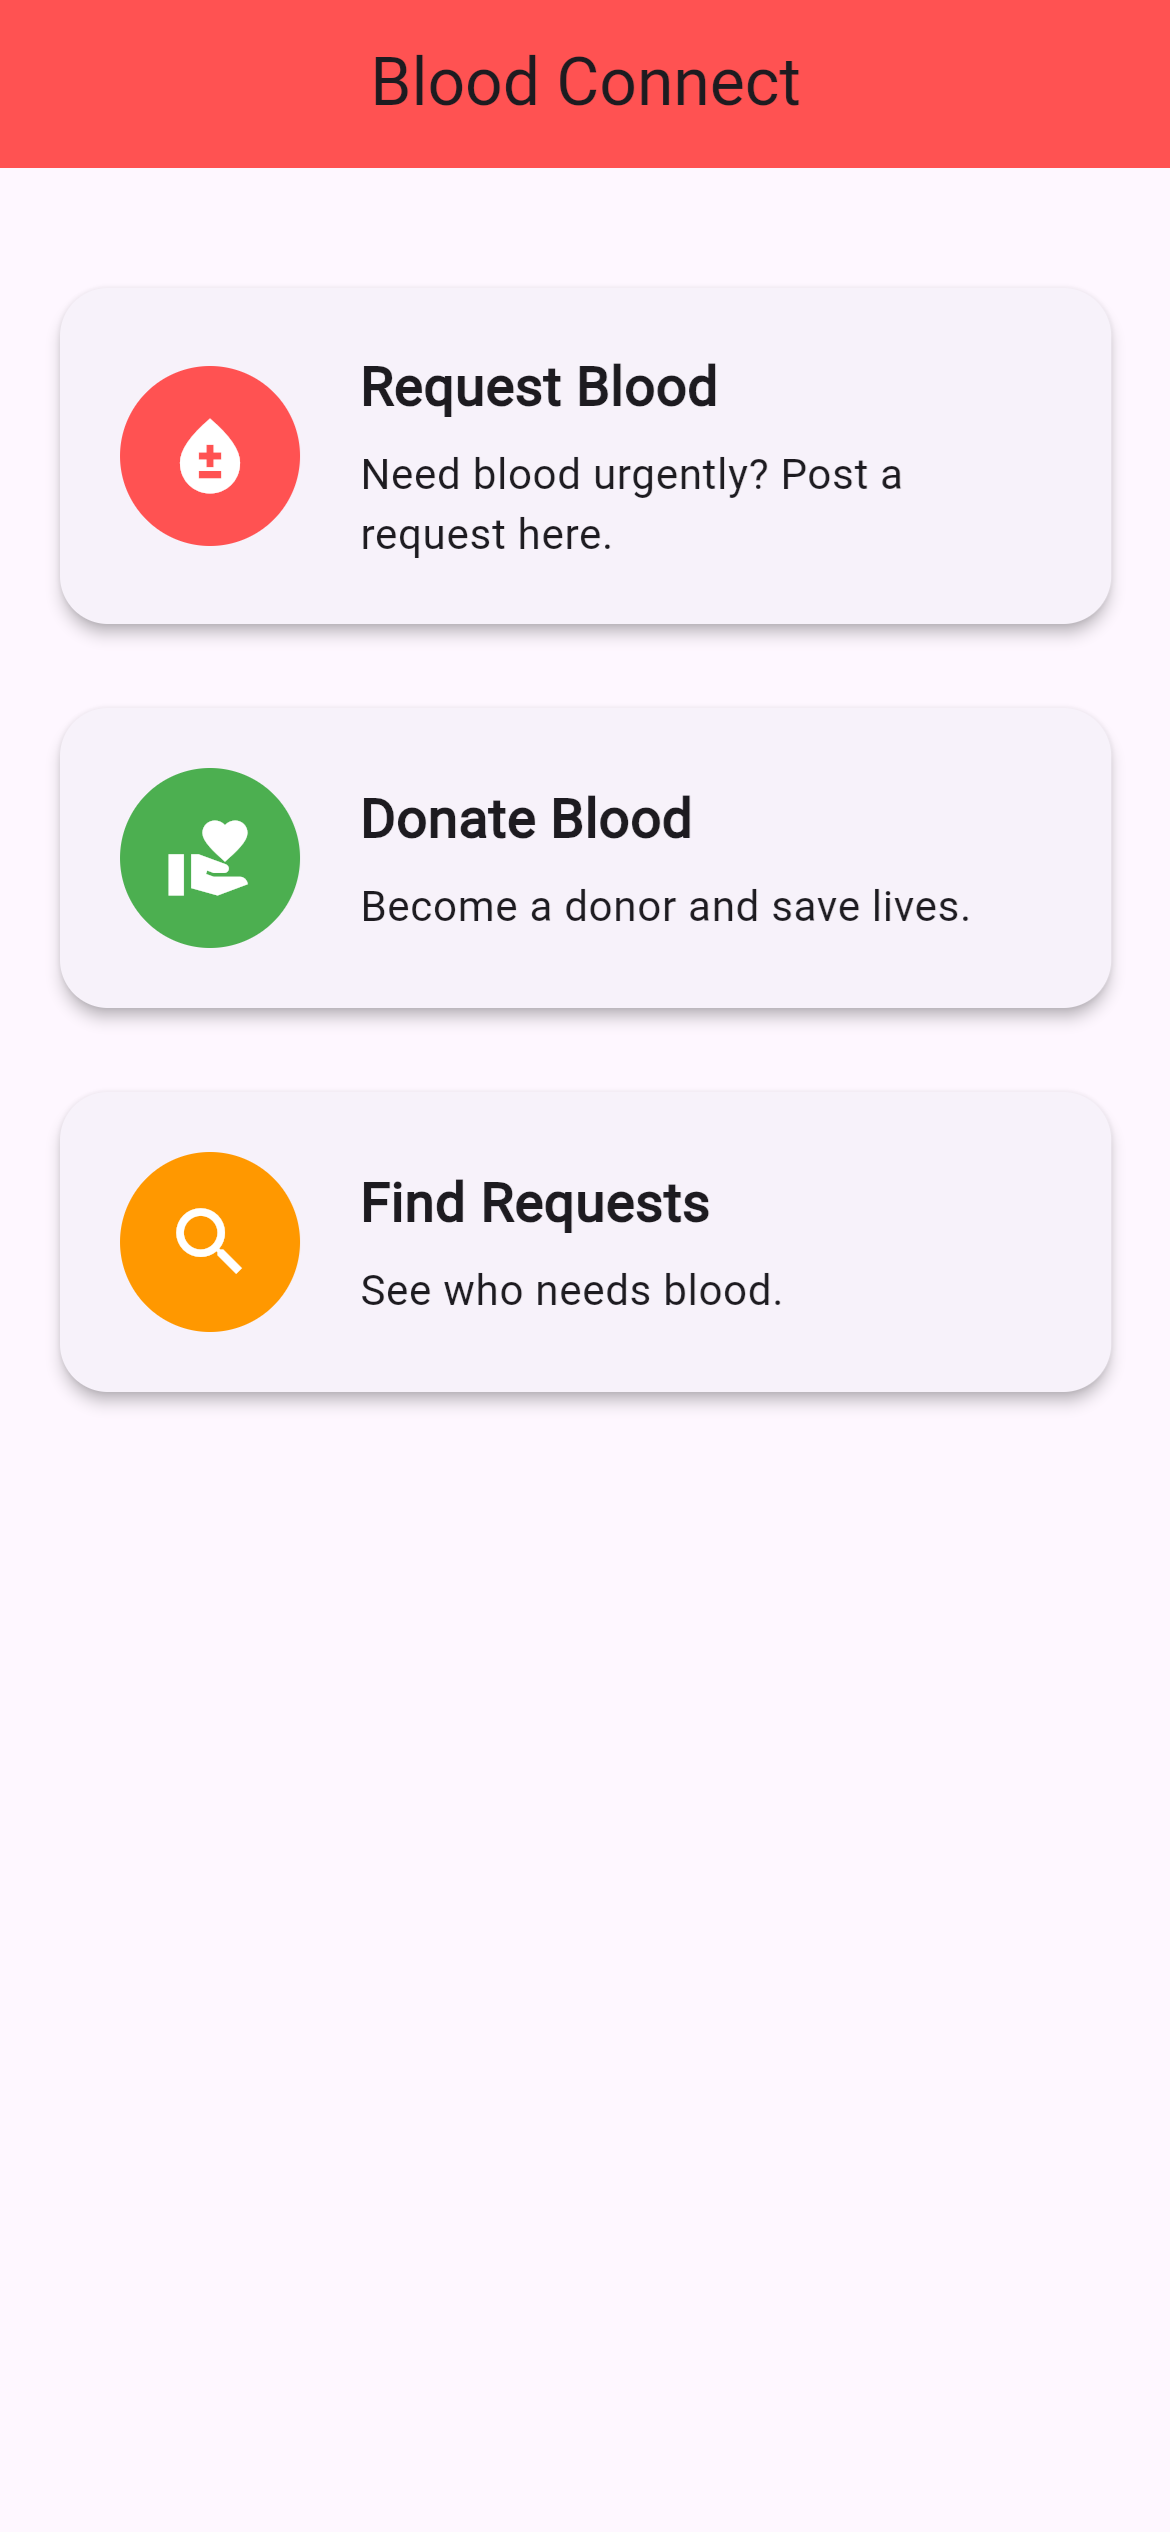 Blood Connect
Request Blood
Need blood urgently? Post a
request here.
Donate Blood
Become a donor and save lives.
Find Requests
See who needs blood.